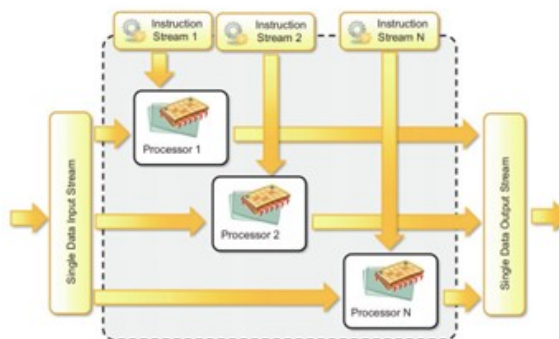 Instruction
Stream 1
Instruction
Stream 2
Instruction
Stream N
Single Data Input Stream
Processor 1
Processor 2
Processor N
Single Data Output Stream